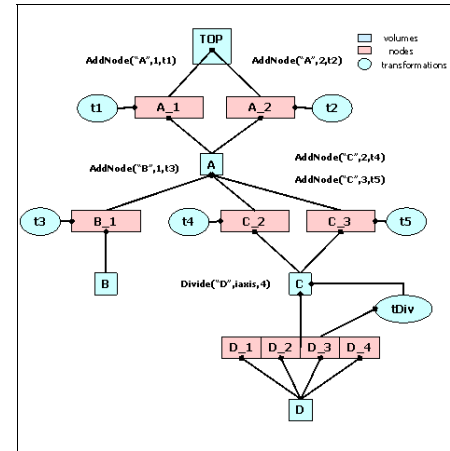 TOP
volumes
nodes
transformations
AddNode("A",1,t1)
AddNode("A",2,t2)
t1
A_1
A_2
t2
A
AddNode("B",1,t3)
AddNode("C",2,t4)
AddNode("C",3,t5)
t3
B_1
t4
C_2
C_3
t5
B
Divide("D",iaxis,4)
C
tDiv
D_1
D_2
D_3
D_4
D